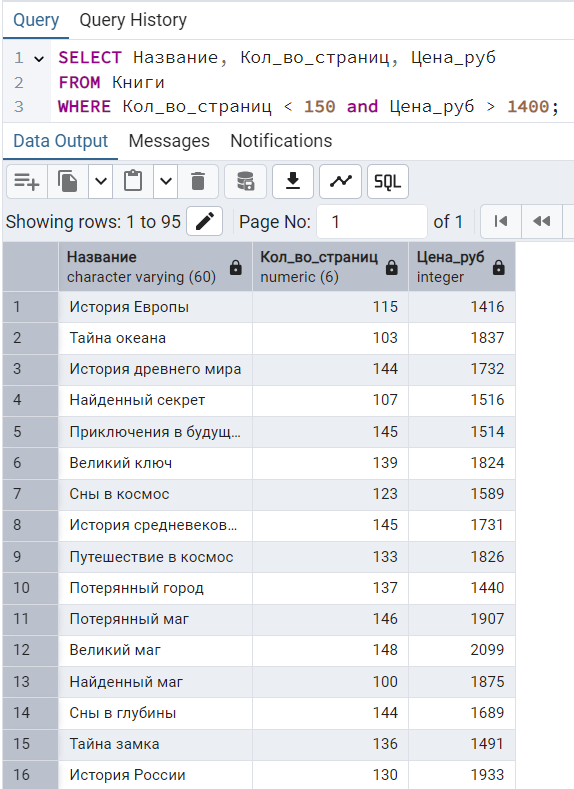 Query Query History
1 SELECT Название, Кол_во_страниц, Цена_руб
2 FROM Книги
3 WHERE Кол_во_страниц < 150 and Цена_руб > 1400;
Data Output Messages Notifications
SQL
Showing rows: 1 to 95 Page No: 1 of 1
Название Кол_во_страниц Цена_руб
character varying (60) numeric (6) integer
1 История Европы 115 1416
2 Тайна океана 103 1837
3 История древнего мира 144 1732
4 Найденный секрет 107 1516
5 Приключения в будущ... 145 1514
6 Великий ключ 139 1824
7 Сны в космос 123 1589
8 История средневеков... 145 1731
9 Путешествие в космос 133 1826
10 Потерянный город 137 1440
11 Потерянный маг 146 1907
12 Великий маг 148 2099
13 Найденный маг 100 1875
14 Сны в глубины 144 1689
15 Тайна замка 136 1491
16 История России 130 1933